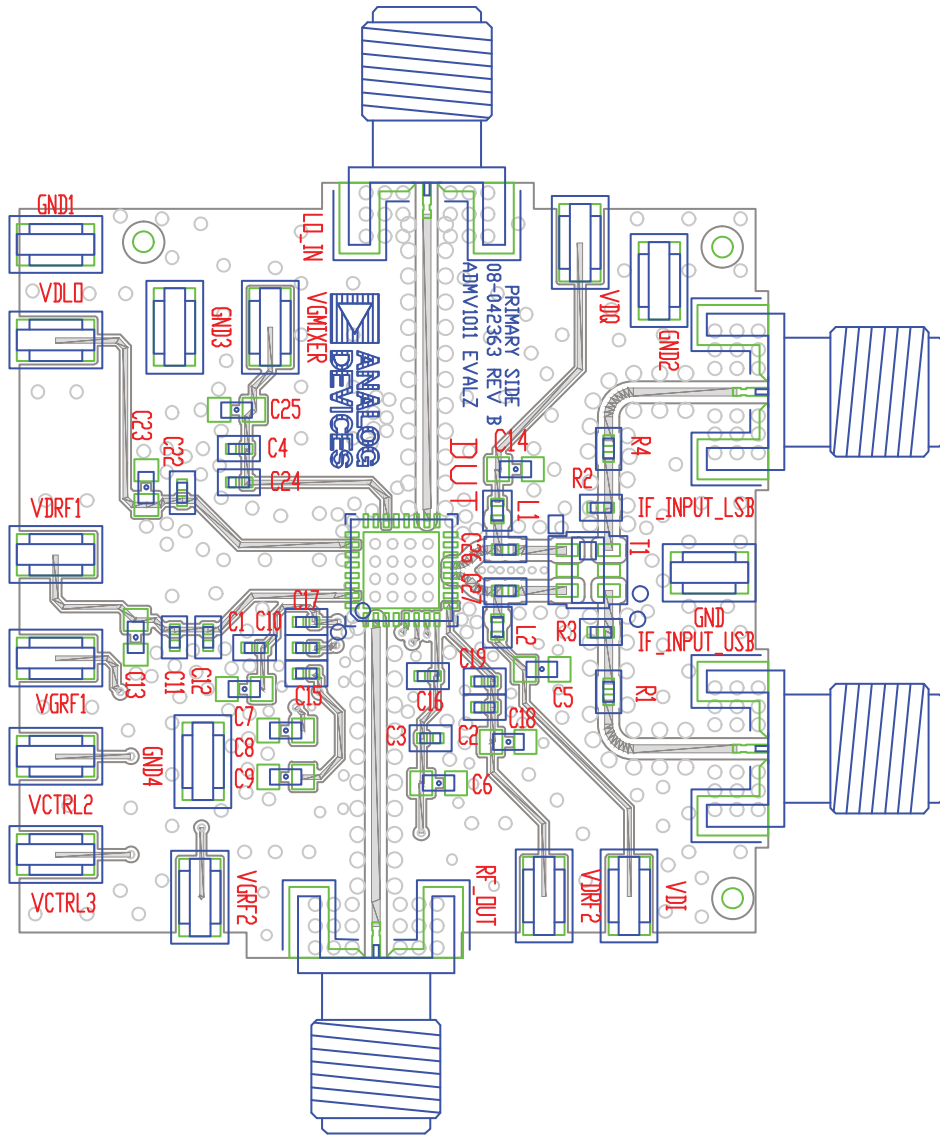 GND1
LO_IN
VDLO
GND3
VGMIXER
ANALOG
DEVICES
PRIMARY SIDE
08-042363 REV B
ADMV1011 EVALZ
VDQ
GND2
C25
C4
C24
C23
C22
DUT
C14
L1
R4
R2
IF_INPUT_LSB
VDRF1
C26
T1
C27
GND
C17
C1
C10
L2
R3
IF_INPUT_USB
C13
C11
C12
VGRF1
C15
C16
C19
C5
R1
C7
C8
C9
C3
C2
C18
C6
GND4
VCTRL2
VCTRL3
VGRF2
RF_OUT
VDRF2
VDI